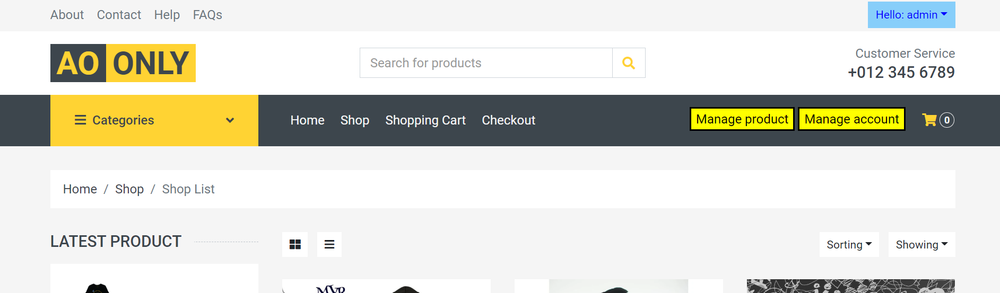 About Contact Help FAQs
Hello: admin
AO ONLY
Search for products
Customer Service
+012 345 6789
Categories
Home Shop Shopping Cart Checkout
Manage product Manage account
0
Home / Shop / Shop List
LATEST PRODUCT
Sorting
Showing